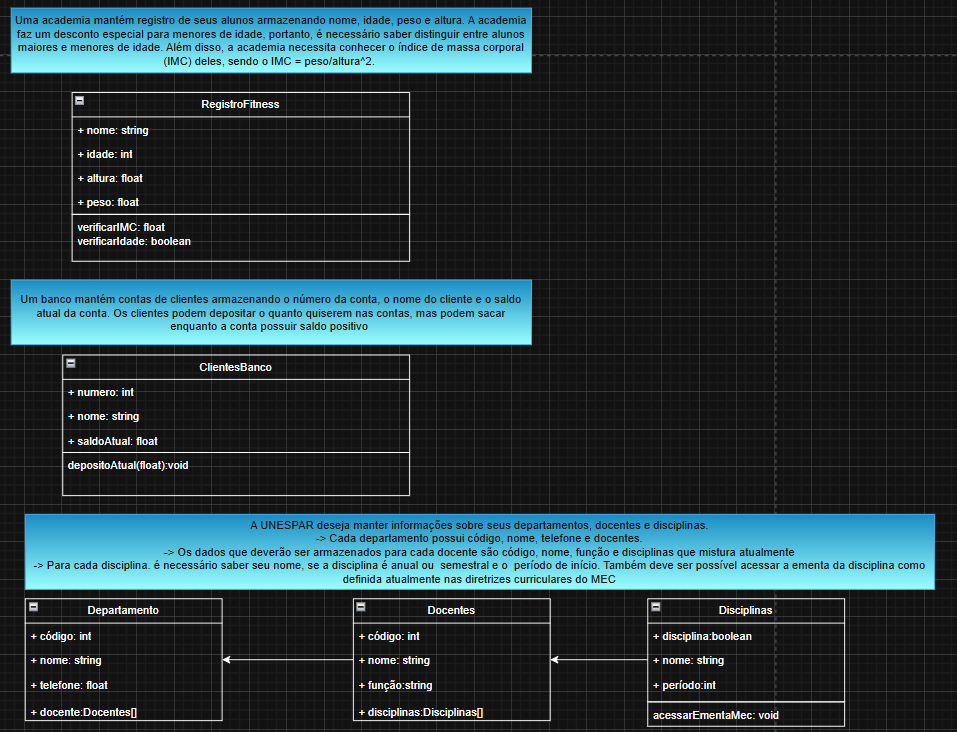 Uma academia mantém registro de seus alunos armazenando nome, idade, peso e altura. A academia
faz um desconto especial para menores de idade, portanto, é necessário saber distinguir entre alunos
maiores e menores de idade. Além disso, a academia necessita conhecer o índice de massa corporal
(IMC) deles, sendo o IMC = peso/altura^2.
RegistroFitness
+ nome: string
+ idade: int
+ altura: float
+ peso: float
verificarIMC: float
verificarIdade: boolean
Um banco mantém contas de clientes armazenando o número da conta, o nome do cliente e o saldo
atual da conta. Os clientes podem depositar o quanto quiserem nas contas, mas podem sacar
enquanto a conta possuir saldo positivo
ClientesBanco
+ numero: int
+ nome: string
+ saldoAtual: float
depositoAtual(float):void
A UNESPAR deseja manter informações sobre seus departamentos, docentes e disciplinas.
-> Cada departamento possui código, nome, telefone e docentes.
-> Os dados que deverão ser armazenados para cada docente são código, nome, função e disciplinas que mistura atualmente
-> Para cada disciplina. é necessário saber seu nome, se a disciplina é anual ou  semestral e o  período de início. Também deve ser possível acessar a ementa da disciplina como
definida atualmente nas diretrizes curriculares do MEC
Departamento
+ código: int
+ nome: string
+ telefone: float
+ docente:Docentes[]
Docentes
+ código: int
+ nome: string
+ função:string
+ disciplinas:Disciplinas[]
Disciplinas
+ disciplina:boolean
+ nome: string
+ período:int
acessarEmentaMec: void